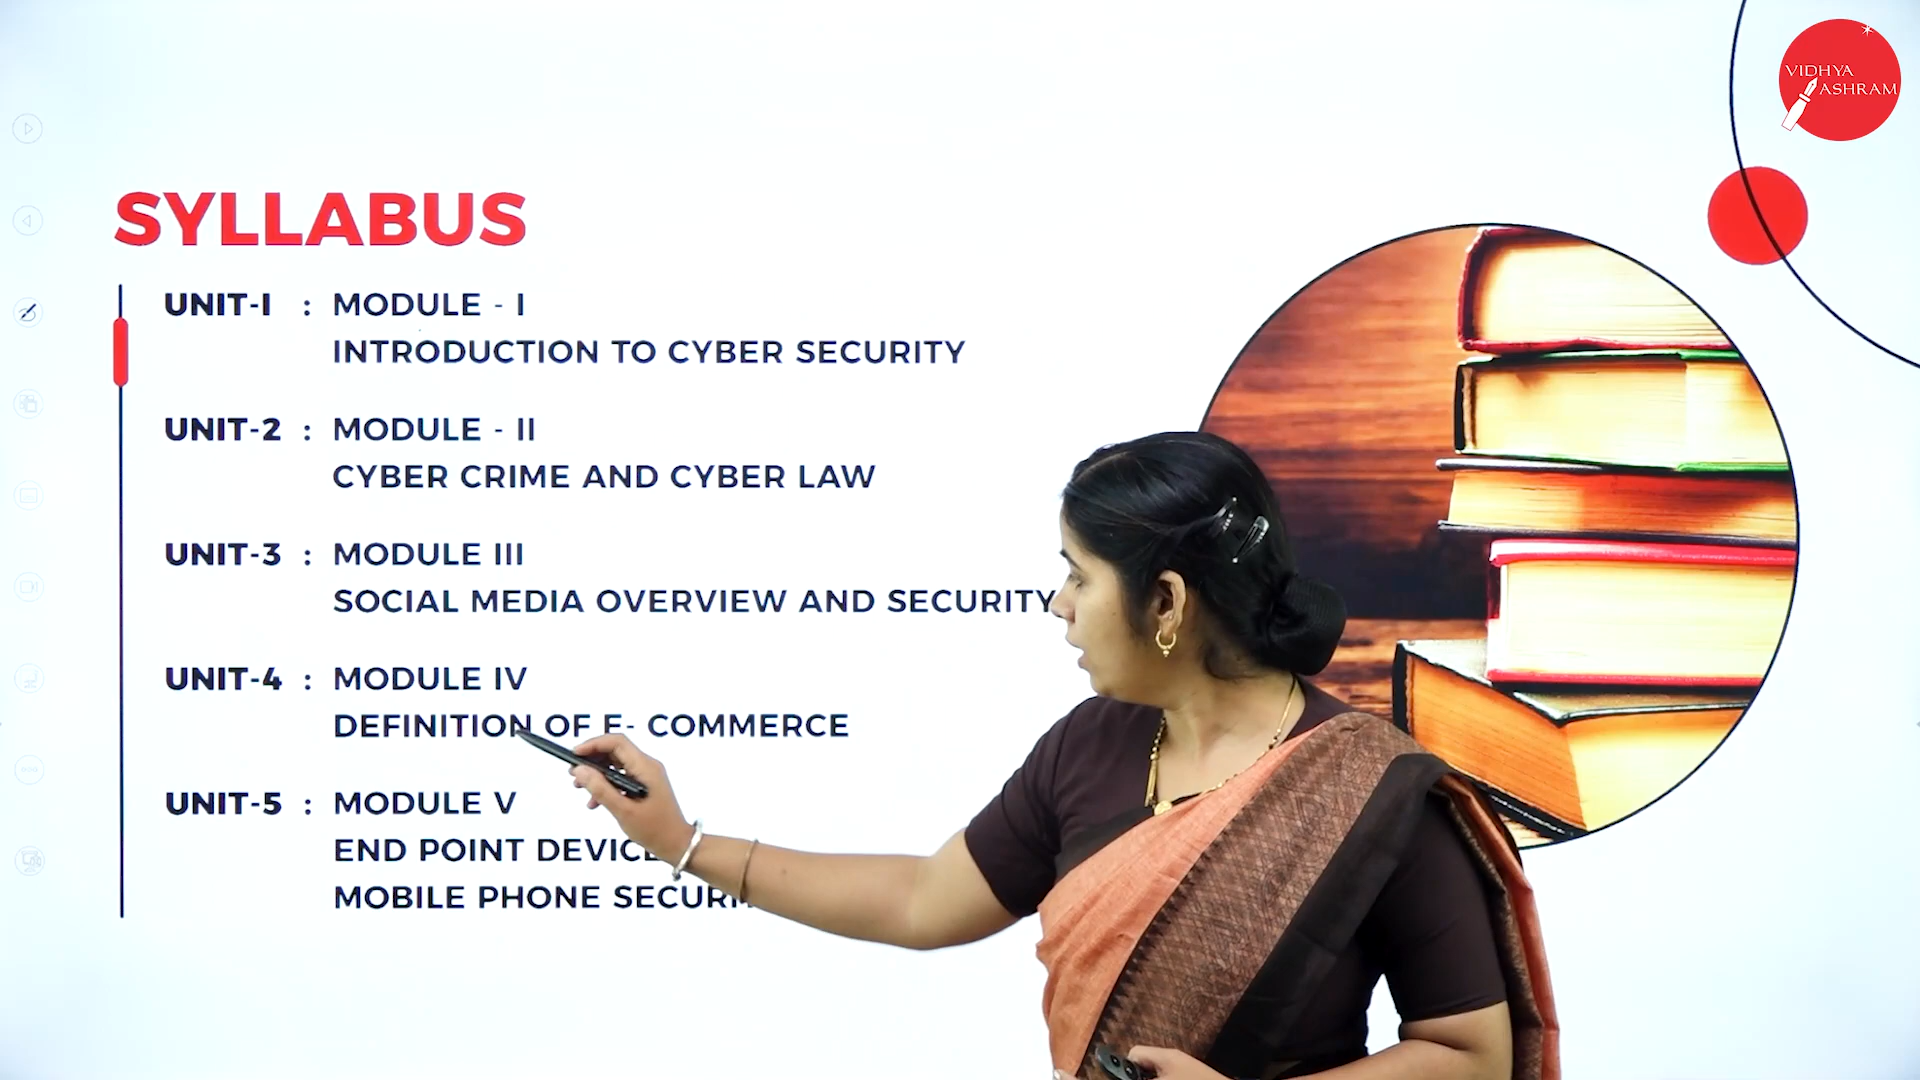 VIDHYA
ASHRAM
SYLLABUS
UNIT-I : MODULE - I
INTRODUCTION TO CYBER SECURITY
UNIT-2 : MODULE - II
CYBER CRIME AND CYBER LAW
UNIT-3 : MODULE III
SOCIAL MEDIA OVERVIEW AND SECURITY
UNIT-4 : MODULE IV
DEFINITION OF E- COMMERCE
UNIT-5 : MODULE V
END POINT
MOBILE PHONE